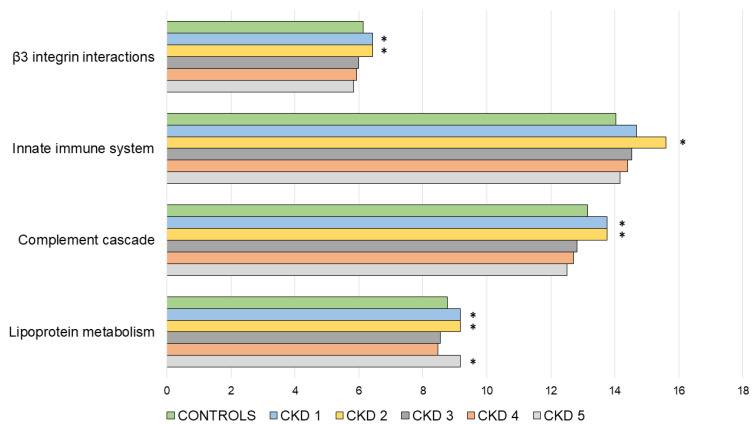 β3 integrin interactions
*
*
Innate immune system
*
Complement cascade
*
*
Lipoprotein metabolism
*
*
*
0 2 4 6 8 10 12 14 16 18
CONTROLS CKD 1 CKD 2 CKD 3 CKD 4 CKD 5